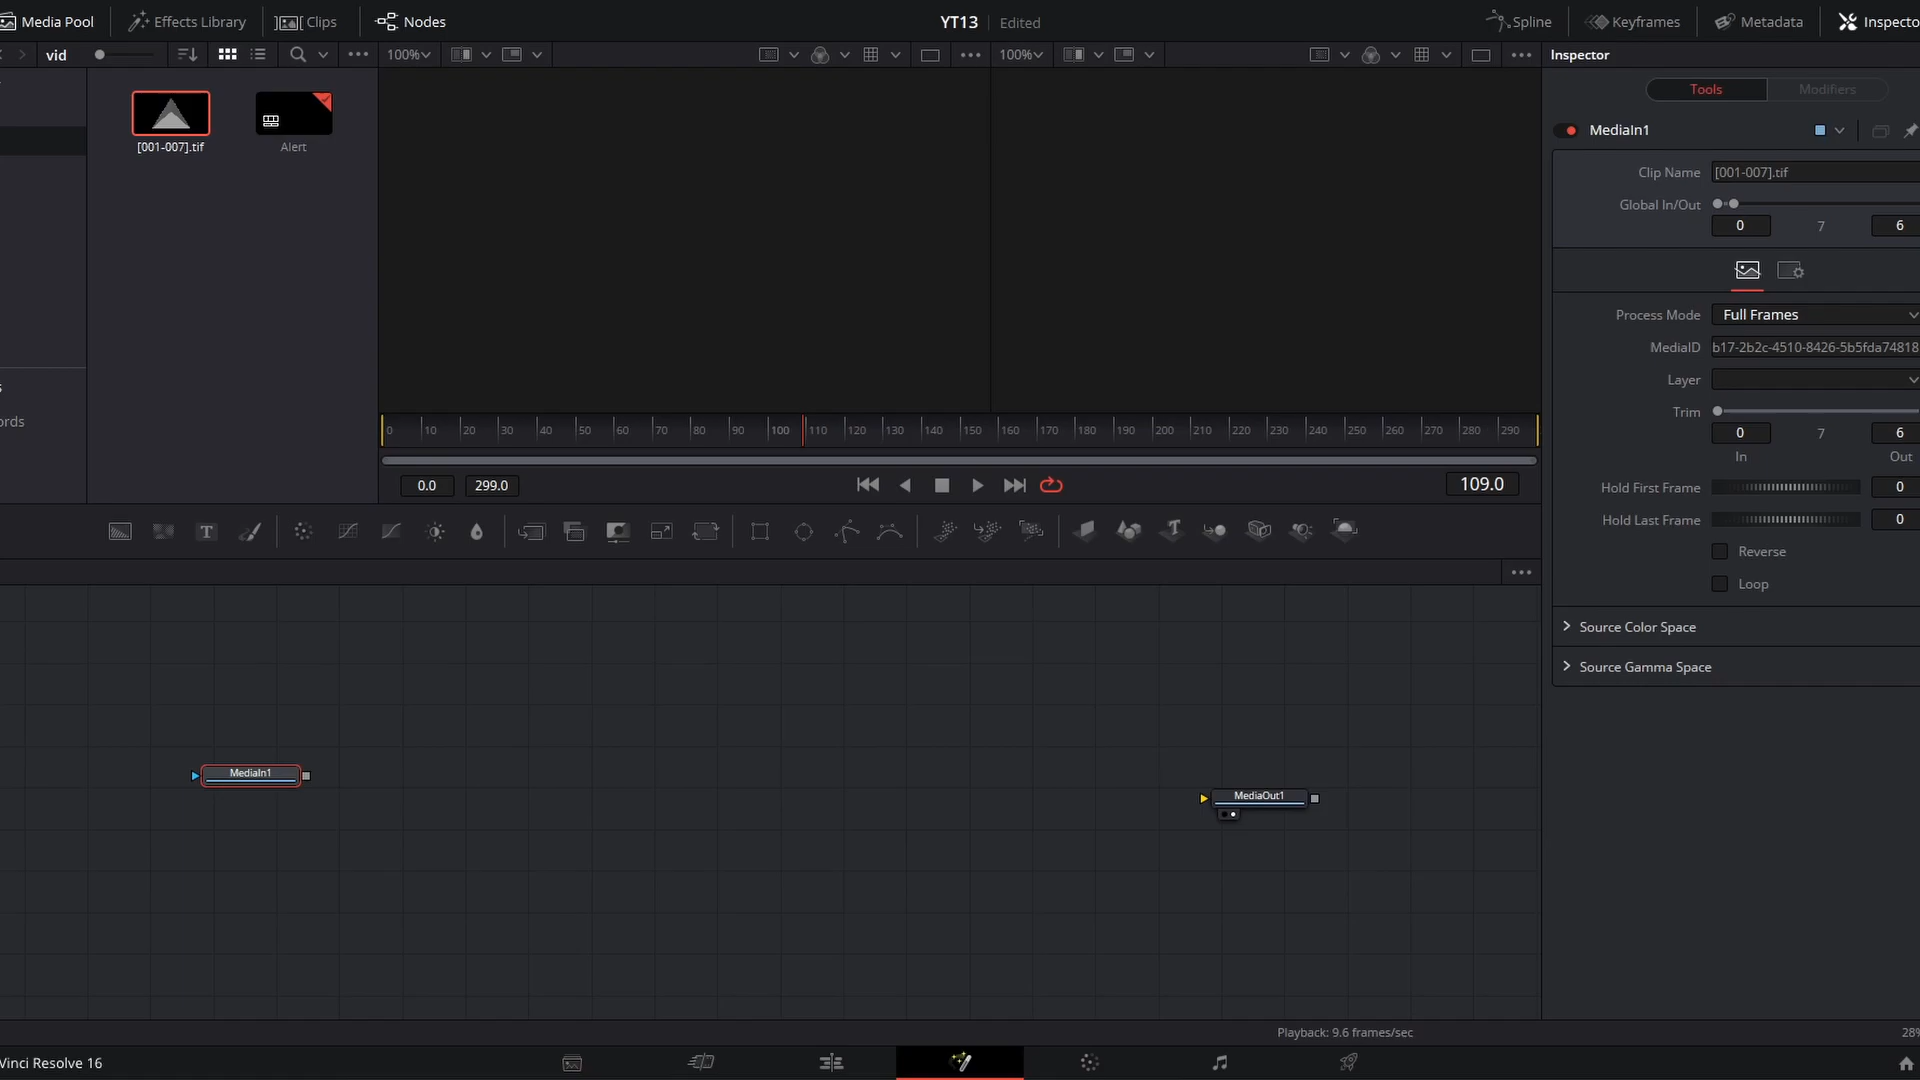 Media Pool
Effects Library
Clips
Nodes
YT13
Edited
Spline
Keyframes
Metadata
Inspecto
vid
100%
100%
Inspector
Tools
Modifiers
[001-007].tif
Alert
MediaIn1
Clip Name
[001-007].tif
Global In/Out
0
7
6
Process Mode
Full Frames
MediaID
b17-2b2c-4510-8426-5b5fda74818
Layer
Trim
0
7
6
In
Out
Hold First Frame
0
Hold Last Frame
0
Reverse
Loop
Source Color Space
Source Gamma Space
s
ords
0 10 20 30 40 50 60 70 80 90 100 110 120 130 140 150 160 170 180 190 200 210 220 230 240 250 260 270 280 290
0.0
299.0
109.0
T
T
MediaIn1
MediaOut1
Playback: 9.6 frames/sec
28%
Vinci Resolve 16